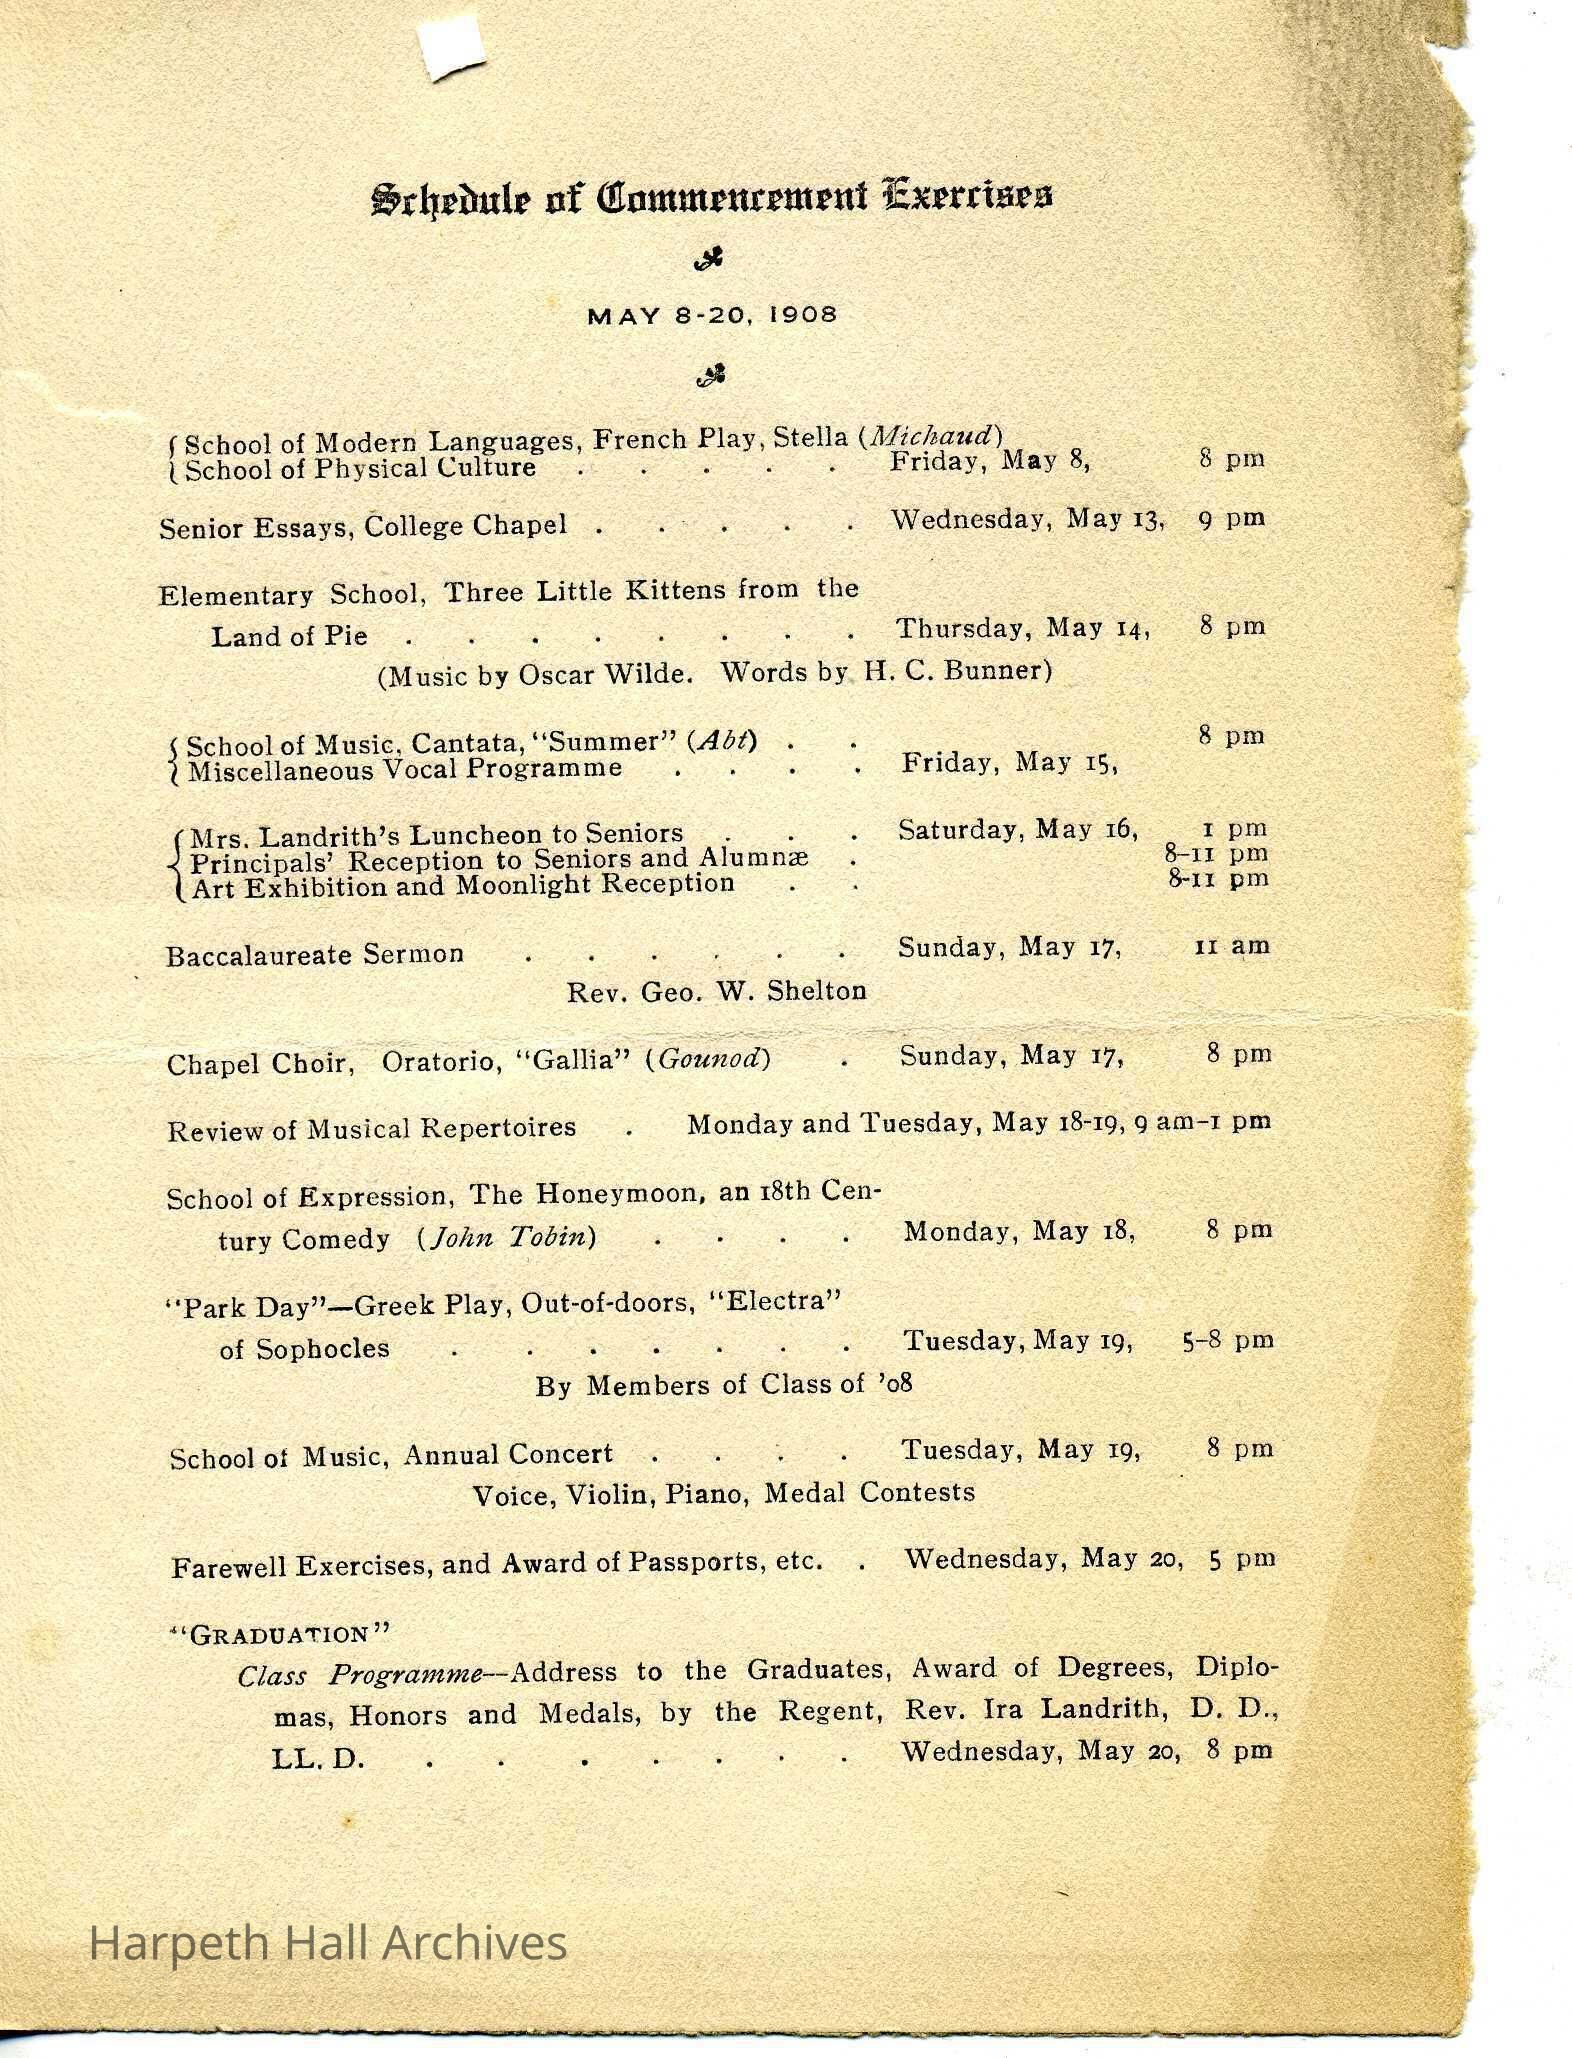 Schedule of Commencement Exercises
MAY 8-20, 1908
School of Modern Languages, French Play, Stella (Michaud)
School of Physical Culture . . . . . Friday, May 8, 8 pm
Senior Essays, College Chapel . . . . . Wednesday, May 13, 9 pm
Elementary School, Three Little Kittens from the
Land of Pie . . . . . . . . Thursday, May 14, 8 pm
(Music by Oscar Wilde. Words by H. C. Bunner)
School of Music, Cantata, "Summer" (Abt) . . 8 pm
Miscellaneous Vocal Programme . . . . Friday, May 15,
Mrs. Landrith's Luncheon to Seniors . . . Saturday, May 16, 1 pm
Principals' Reception to Seniors and Alumnæ . 8-11 pm
Art Exhibition and Moonlight Reception . . 8-11 pm
Baccalaureate Sermon . . . . . . Sunday, May 17, 11 am
Rev. Geo. W. Shelton
Chapel Choir, Oratorio, "Gallia" (Gounod) . Sunday, May 17, 8 pm
Review of Musical Repertoires . Monday and Tuesday, May 18-19, 9 am-1 pm
School of Expression, The Honeymoon, an 18th Cen-
tury Comedy (John Tobin) . . . . Monday, May 18, 8 pm
"Park Day"—Greek Play, Out-of-doors, "Electra"
of Sophocles . . . . . . . Tuesday, May 19, 5-8 pm
By Members of Class of '08
School of Music, Annual Concert . . . . Tuesday, May 19, 8 pm
Voice, Violin, Piano, Medal Contests
Farewell Exercises, and Award of Passports, etc. . Wednesday, May 20, 5 pm
"GRADUATION"
Class Programme—Address to the Graduates, Award of Degrees, Diplo-
mas, Honors and Medals, by the Regent, Rev. Ira Landrith, D. D.,
LL. D. . . . . . . . Wednesday, May 20, 8 pm
Harpeth Hall Archives